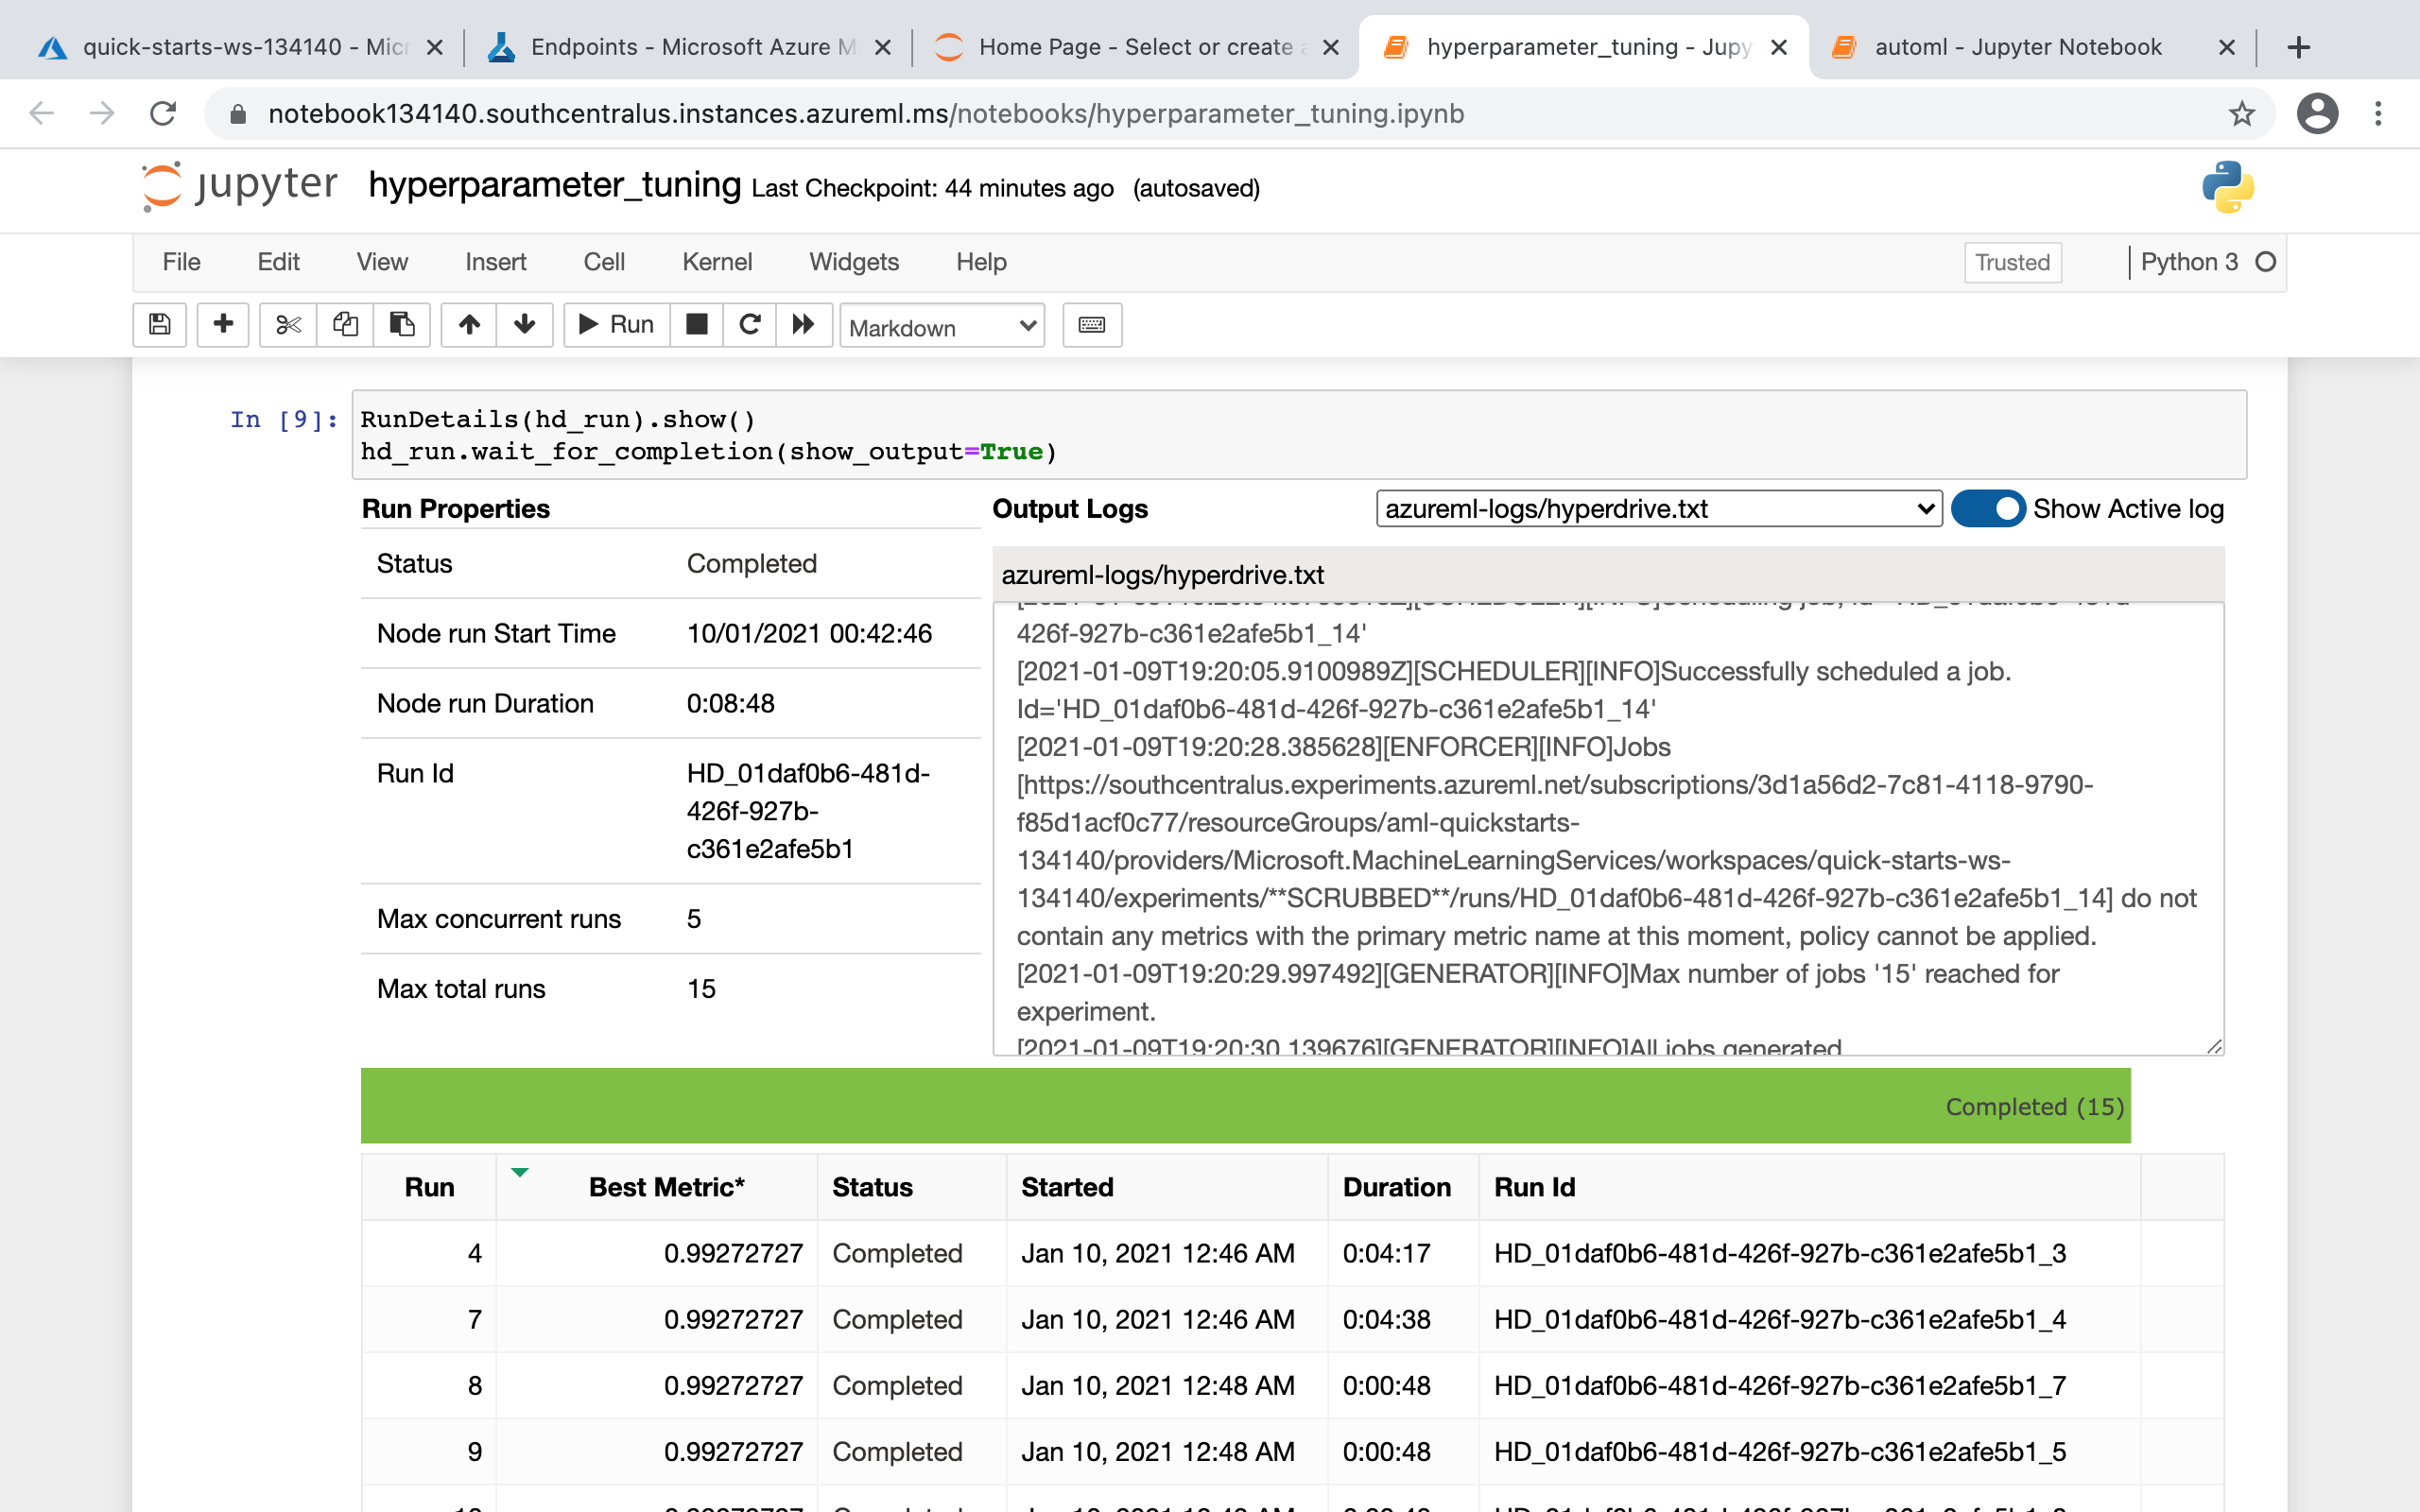 quick-starts-ws-134140 - Micr
Endpoints - Microsoft Azure M
Home Page - Select or create a
hyperparameter_tuning - Jupy
automl - Jupyter Notebook
notebook134140.southcentralus.instances.azureml.ms/notebooks/hyperparameter_tuning.ipynb
jupyter hyperparameter_tuning Last Checkpoint: 44 minutes ago (autosaved)
File Edit View Insert Cell Kernel Widgets Help Trusted Python 3
Run Markdown
In [9]: RunDetails(hd_run).show()
hd_run.wait_for_completion(show_output=True)
Run Properties
Status Completed
Node run Start Time 10/01/2021 00:42:46
Node run Duration 0:08:48
Run Id HD_01daf0b6-481d-
426f-927b-
c361e2afe5b1
Max concurrent runs 5
Max total runs 15
Output Logs azureml-logs/hyperdrive.txt Show Active log
azureml-logs/hyperdrive.txt
426f-927b-c361e2afe5b1_14'
[2021-01-09T19:20:05.9100989Z][SCHEDULER][INFO]Successfully scheduled a job.
Id='HD_01daf0b6-481d-426f-927b-c361e2afe5b1_14'
[2021-01-09T19:20:28.385628][ENFORCER][INFO]Jobs
[https://southcentralus.experiments.azureml.net/subscriptions/3d1a56d2-7c81-4118-9790-
f85d1acf0c77/resourceGroups/aml-quickstarts-
134140/providers/Microsoft.MachineLearningServices/workspaces/quick-starts-ws-
134140/experiments/**SCRUBBED**/runs/HD_01daf0b6-481d-426f-927b-c361e2afe5b1_14] do not
contain any metrics with the primary metric name at this moment, policy cannot be applied.
[2021-01-09T19:20:29.997492][GENERATOR][INFO]Max number of jobs '15' reached for
experiment.
[2021-01-09T19:20:30.139676][GENERATOR][INFO]All jobs generated
Completed (15)
Run Best Metric* Status Started Duration Run Id
4 0.99272727 Completed Jan 10, 2021 12:46 AM 0:04:17 HD_01daf0b6-481d-426f-927b-c361e2afe5b1_3
7 0.99272727 Completed Jan 10, 2021 12:46 AM 0:04:38 HD_01daf0b6-481d-426f-927b-c361e2afe5b1_4
8 0.99272727 Completed Jan 10, 2021 12:48 AM 0:00:48 HD_01daf0b6-481d-426f-927b-c361e2afe5b1_7
9 0.99272727 Completed Jan 10, 2021 12:48 AM 0:00:48 HD_01daf0b6-481d-426f-927b-c361e2afe5b1_5